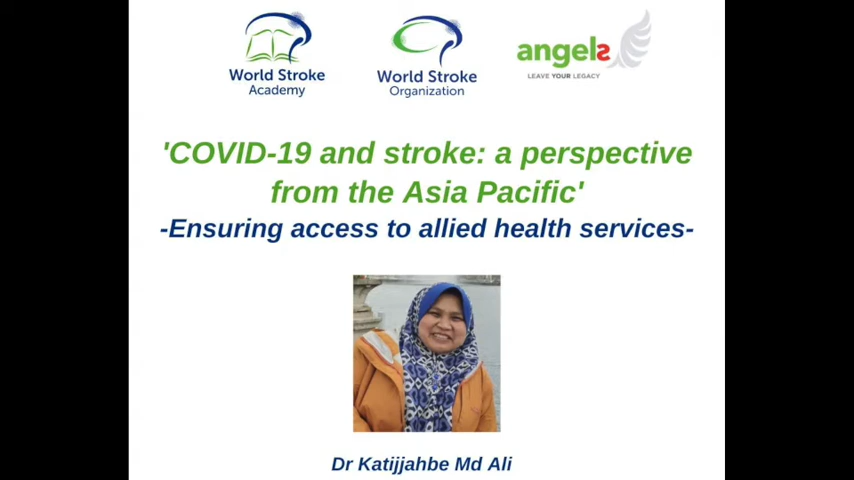 World Stroke
Academy
World Stroke
Organization
angels
LEAVE YOUR LEGACY
'COVID-19 and stroke: a perspective
from the Asia Pacific'
-Ensuring access to allied health services-
Dr Katijjahbe Md Ali